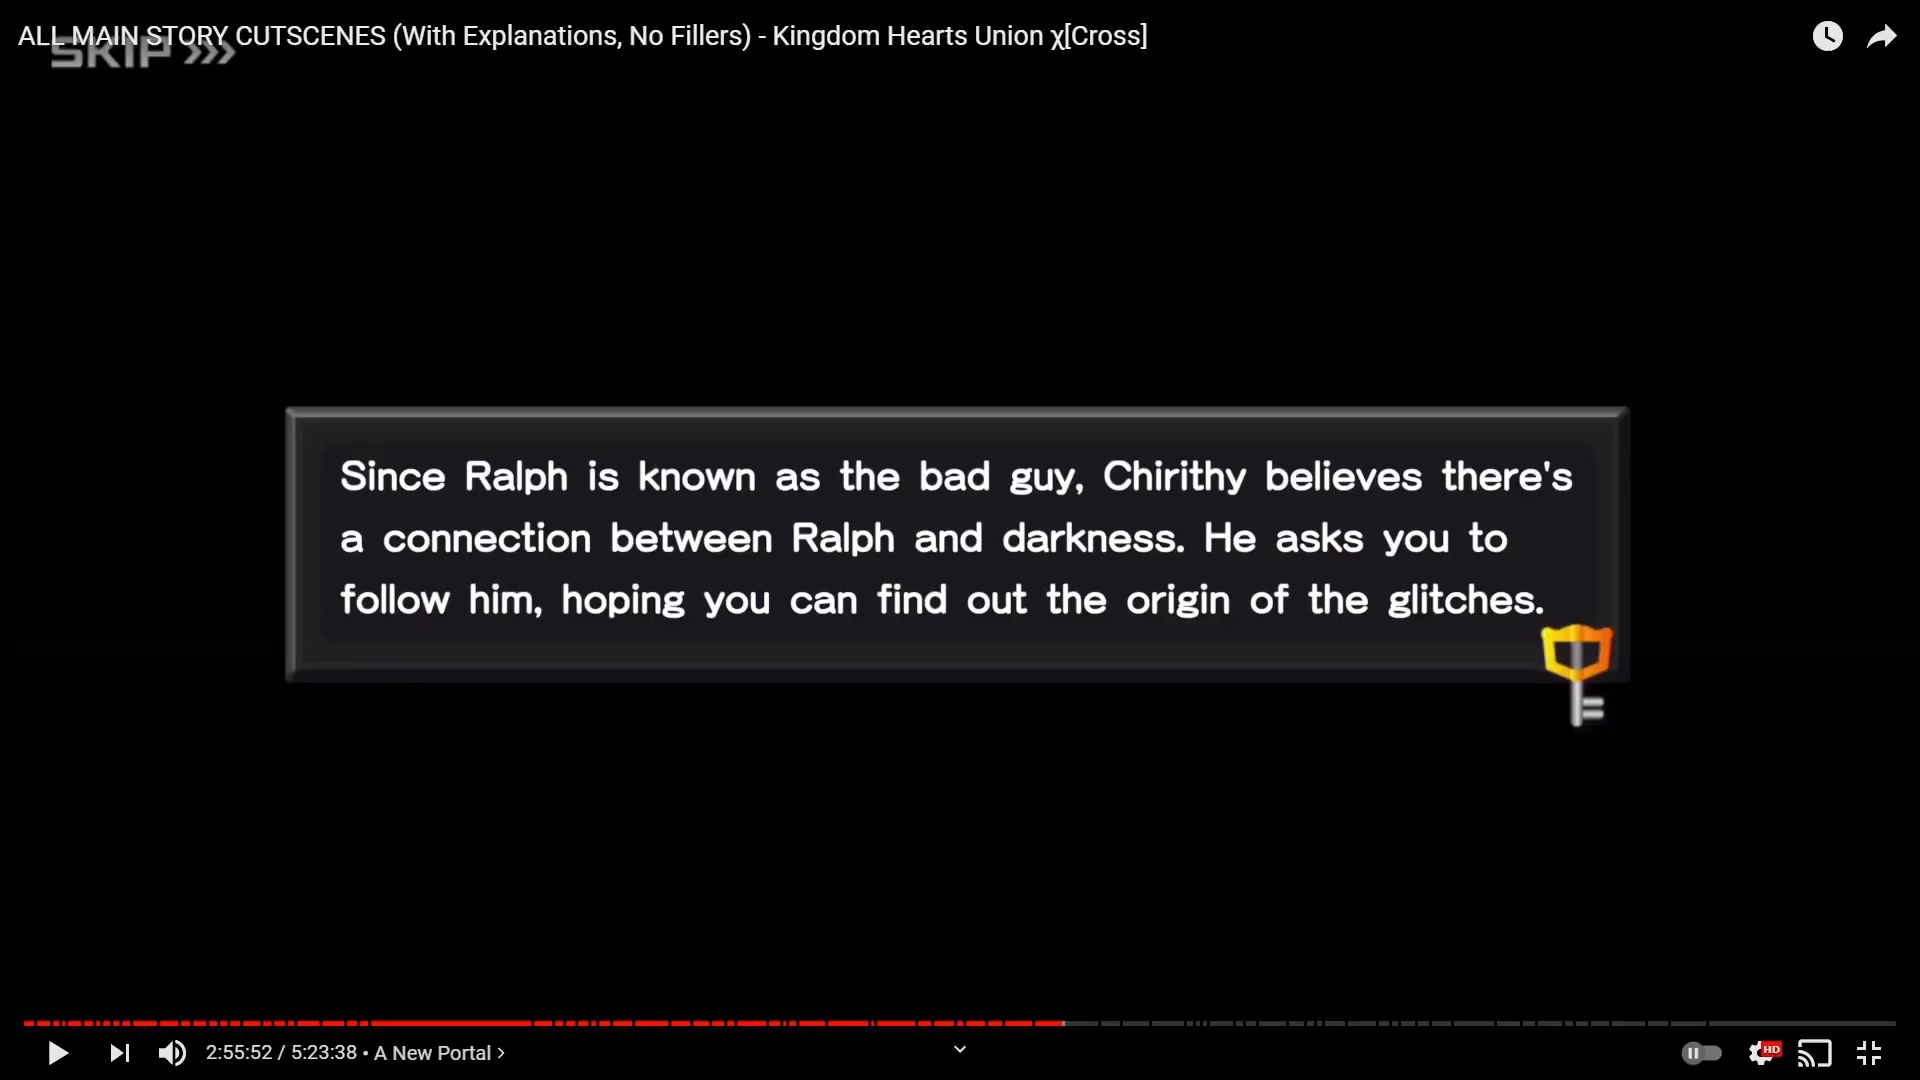 ALL MAIN STORY CUTSCENES (With Explanations, No Fillers) - Kingdom Hearts Union χ[Cross]
SKIP >>>
Since Ralph is known as the bad guy, Chirithy believes there's
a connection between Ralph and darkness. He asks you to
follow him, hoping you can find out the origin of the glitches.
2:55:52 / 5:23:38 • A New Portal >
HD